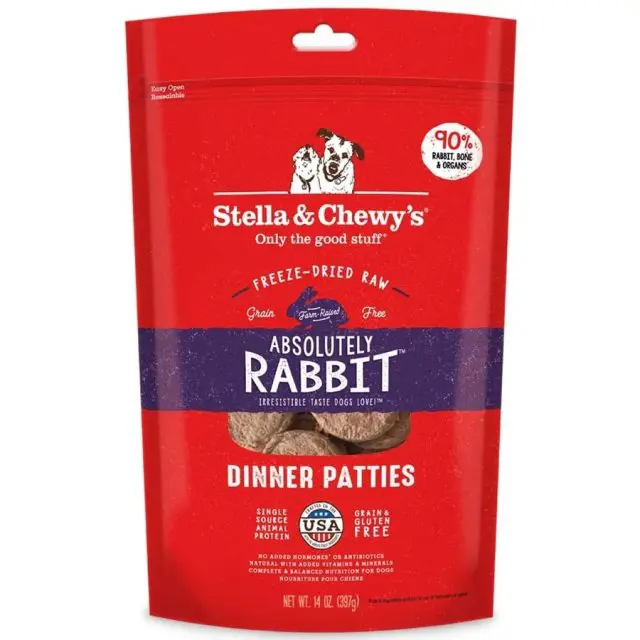 Easy Open
Resealable
90%
RABBIT, BONE
& ORGANS
Stella & Chewy's®
Only the good stuff™
FREEZE-DRIED RAW
Grain Farm-Raised Free
ABSOLUTELY
RABBIT™
IRRESISTIBLE TASTE DOGS LOVE!™
DINNER PATTIES
SINGLE
SOURCE
ANIMAL
PROTEIN
USA
GRAIN &
GLUTEN
FREE
NO ADDED HORMONES* OR ANTIBIOTICS
NATURAL WITH ADDED VITAMINS & MINERALS
COMPLETE & BALANCED NUTRITION FOR DOGS
NOURRITURE POUR CHIENS
NET WT. 14 OZ. (397g)